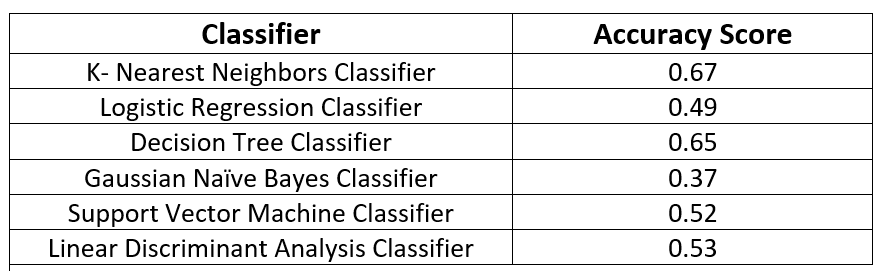 Classifier Accuracy Score
K- Nearest Neighbors Classifier 0.67
Logistic Regression Classifier 0.49
Decision Tree Classifier 0.65
Gaussian Naïve Bayes Classifier 0.37
Support Vector Machine Classifier 0.52
Linear Discriminant Analysis Classifier 0.53